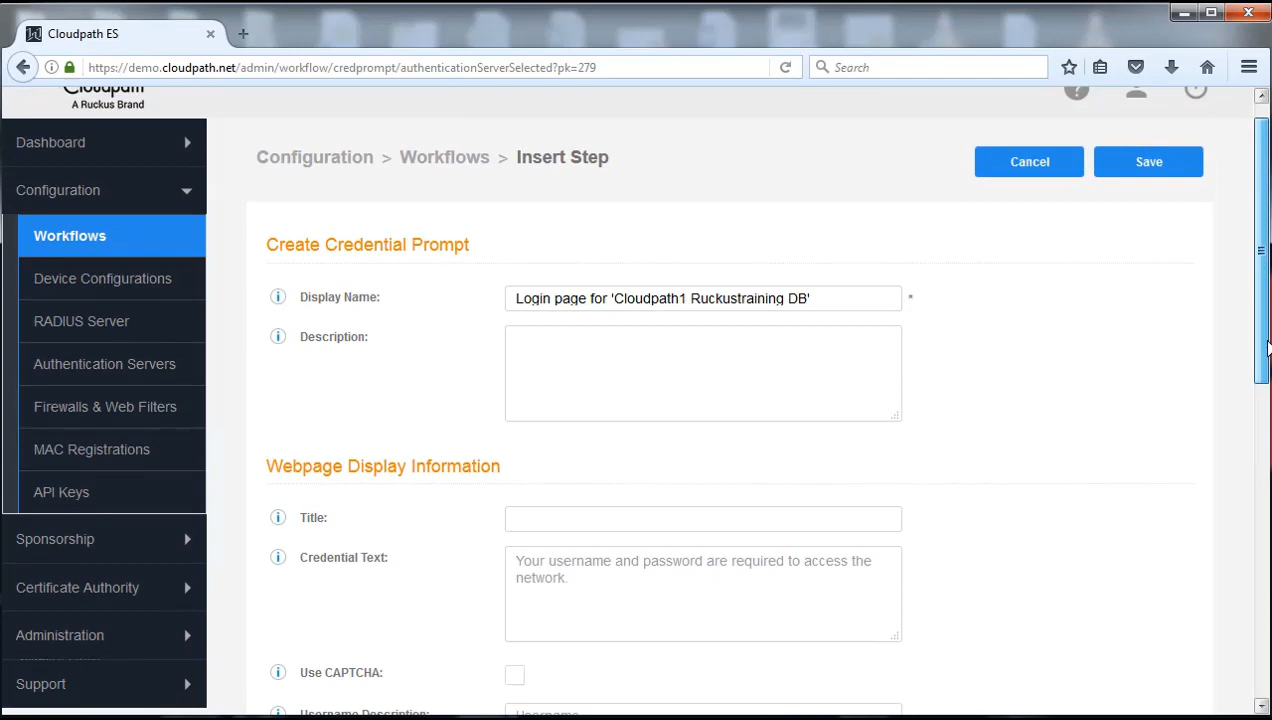 Cloudpath ES
https://demo.cloudpath.net/admin/workflow/credprompt/authenticationServerSelected?pk=279
Search
Cloudpath
A Ruckus Brand
Dashboard
Configuration
Workflows
Device Configurations
RADIUS Server
Authentication Servers
Firewalls & Web Filters
MAC Registrations
API Keys
Sponsorship
Certificate Authority
Administration
Support
Configuration > Workflows > Insert Step
Cancel
Save
Create Credential Prompt
Display Name:
Login page for 'Cloudpath1 Ruckustraining DB'
*
Description:
Webpage Display Information
Title:
Credential Text:
Your username and password are required to access the
network.
Use CAPTCHA:
Username Description:
Username